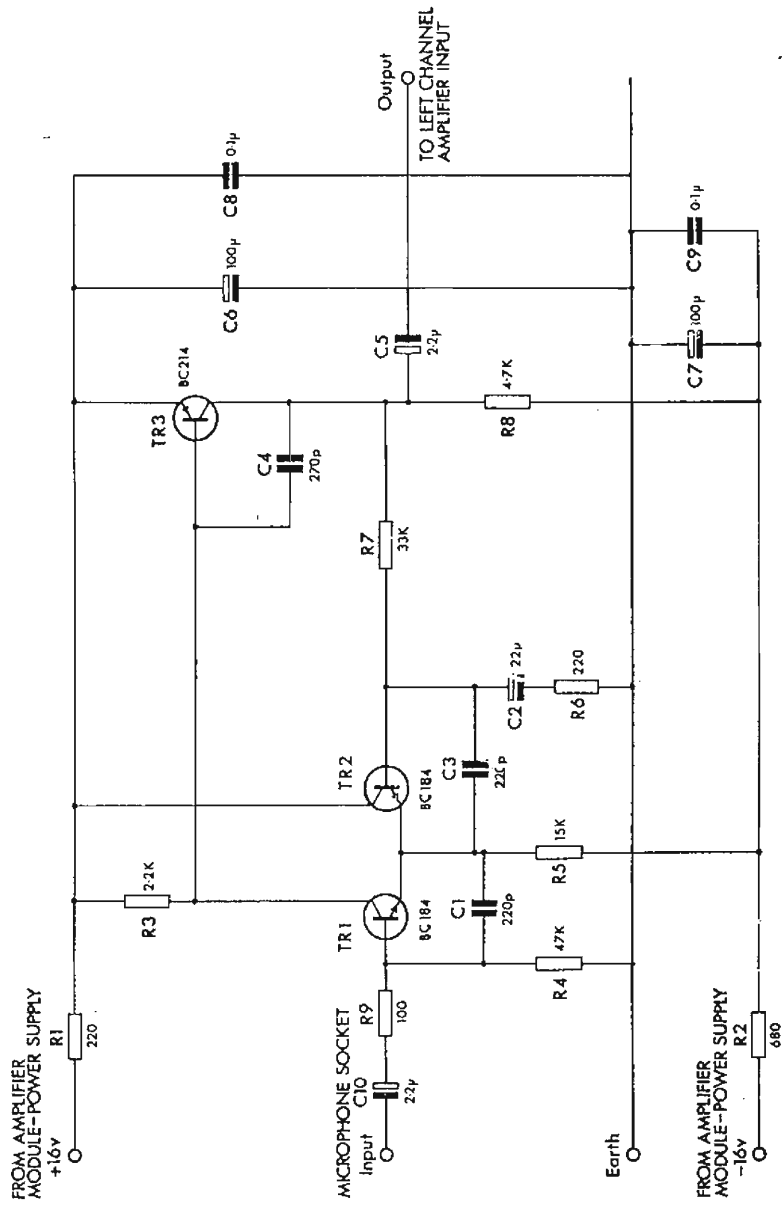 FROM AMPLIFIER
MODULE-POWER SUPPLY
+16v
R1
220
R3
2·2K
TR3
BC214
C4
270p
C6
100µ
C8
0·1µ
MICROPHONE SOCKET
Input
C10
2·2µ
R9
100
TR1
BC184
TR2
BC184
R7
33K
C5
2·2µ
Output
TO LEFT CHANNEL
AMPLIFIER INPUT
C1
220p
C3
220p
R4
47K
R5
15K
C2
22µ
R6
220
R8
4·7K
Earth
C7
100µ
C9
0·1µ
FROM AMPLIFIER
MODULE-POWER SUPPLY
-16v
R2
680